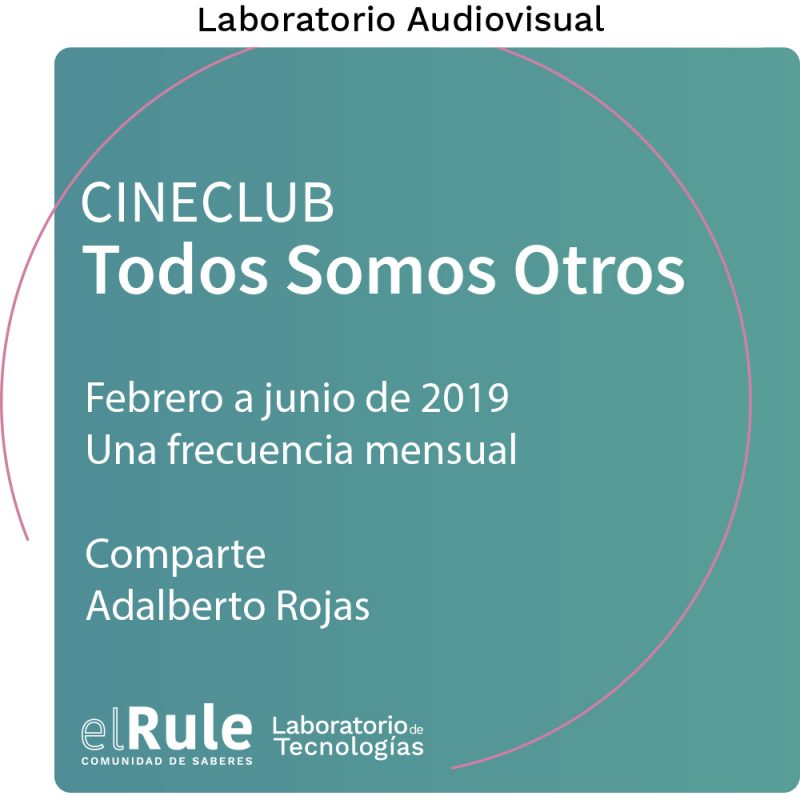 Laboratorio Audiovisual
CINECLUB
Todos Somos Otros
Febrero a junio de 2019
Una frecuencia mensual
Comparte
Adalberto Rojas
elRule
COMUNIDAD DE SABERES
Laboratorio de
Tecnologías